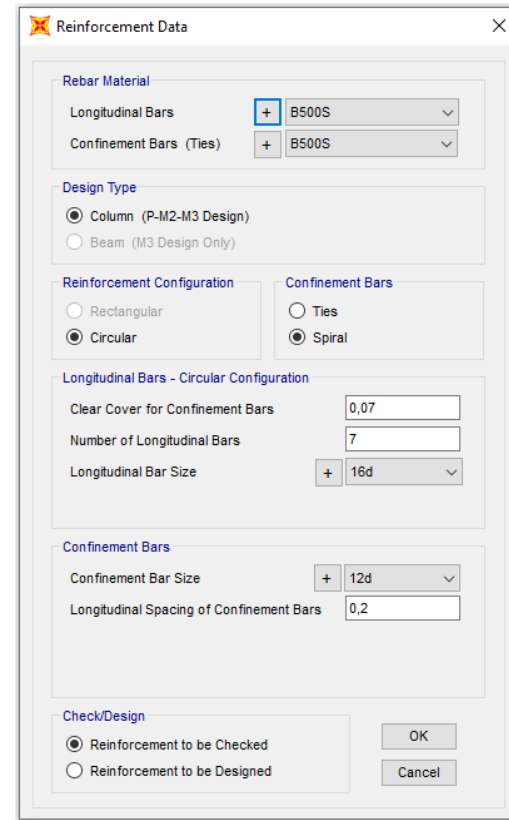 Reinforcement Data
Rebar Material
Longitudinal Bars + B500S
Confinement Bars (Ties) + B500S
Design Type
Column (P-M2-M3 Design)
Beam (M3 Design Only)
Reinforcement Configuration
Rectangular
Circular
Confinement Bars
Ties
Spiral
Longitudinal Bars - Circular Configuration
Clear Cover for Confinement Bars 0,07
Number of Longitudinal Bars 7
Longitudinal Bar Size + 16d
Confinement Bars
Confinement Bar Size + 12d
Longitudinal Spacing of Confinement Bars 0,2
Check/Design
Reinforcement to be Checked
Reinforcement to be Designed
OK
Cancel